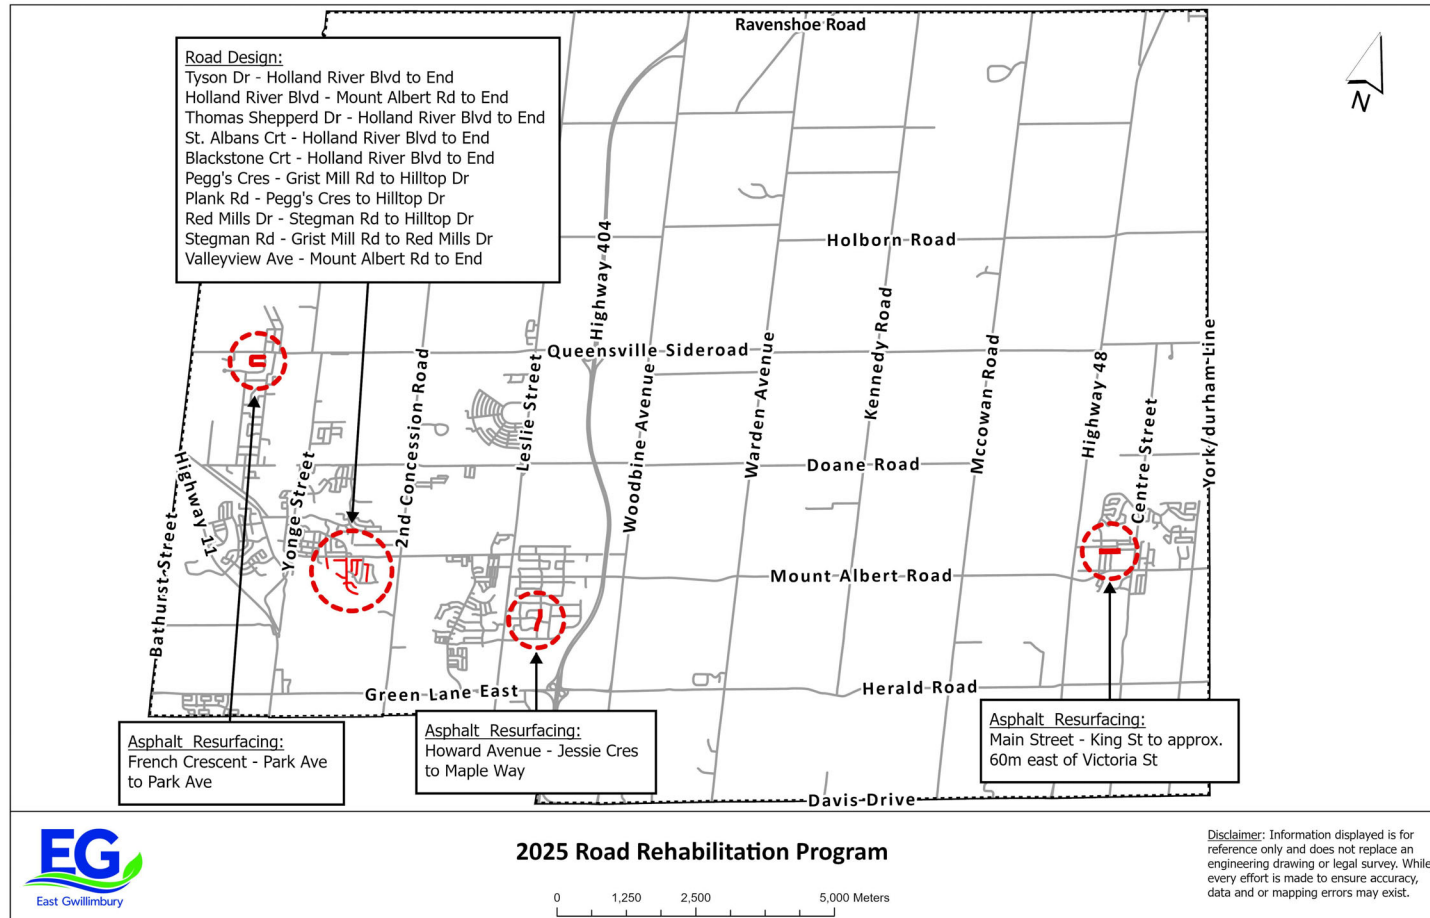 Ravenshoe Road
Road Design:
Tyson Dr - Holland River Blvd to End
Holland River Blvd - Mount Albert Rd to End
Thomas Shepperd Dr - Holland River Blvd to End
St. Albans Crt - Holland River Blvd to End
Blackstone Crt - Holland River Blvd to End
Pegg's Cres - Grist Mill Rd to Hilltop Dr
Plank Rd - Pegg's Cres to Hilltop Dr
Red Mills Dr - Stegman Rd to Hilltop Dr
Stegman Rd - Grist Mill Rd to Red Mills Dr
Valleyview Ave - Mount Albert Rd to End
N
Holborn Road
Highway 404
Queensville Sideroad
Kennedy Road
Warden Avenue
Mccowan Road
Highway 48
York/durham Line
2nd Concession Road
Leslie Street
Woodbine Avenue
Centre Street
Doane Road
Highway 11
Yonge Street
Bathurst Street
Mount Albert Road
Green Lane East
Herald Road
Asphalt Resurfacing:
French Crescent - Park Ave
to Park Ave
Asphalt Resurfacing:
Howard Avenue - Jessie Cres
to Maple Way
Asphalt Resurfacing:
Main Street - King St to approx.
60m east of Victoria St
Davis Drive
EG
East Gwillimbury
2025 Road Rehabilitation Program
0 1,250 2,500 5,000 Meters
Disclaimer: Information displayed is for
reference only and does not replace an
engineering drawing or legal survey. While
every effort is made to ensure accuracy,
data and or mapping errors may exist.